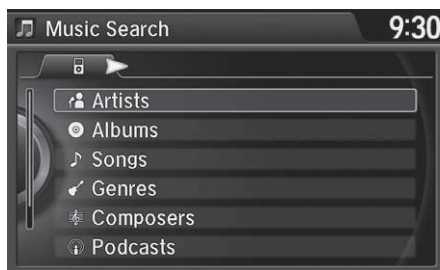 Music Search
9:30
Artists
Albums
Songs
Genres
Composers
Podcasts